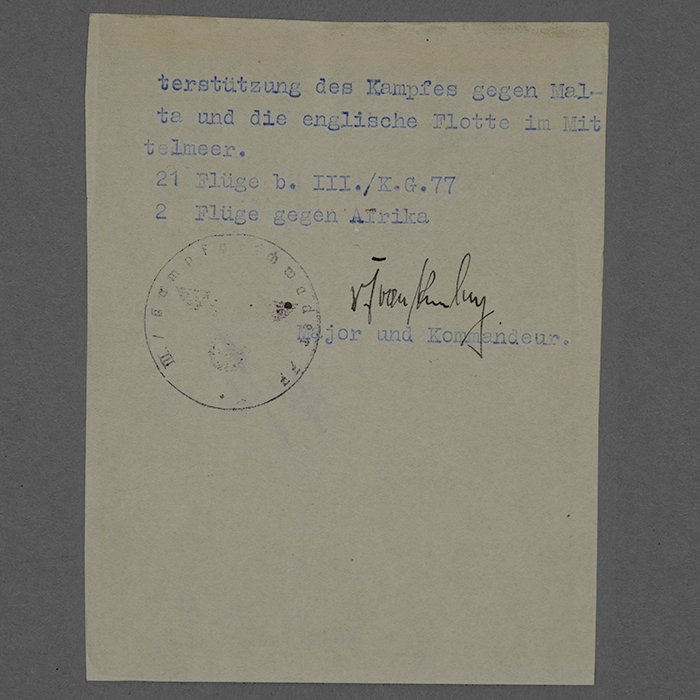 terstützung des Kampfes gegen Mal-
ta und die englische Flotte im Mit
telmeer.
21 Flüge b. III./K.G.77
2 Flüge gegen Afrika
Major und Kommandeur.